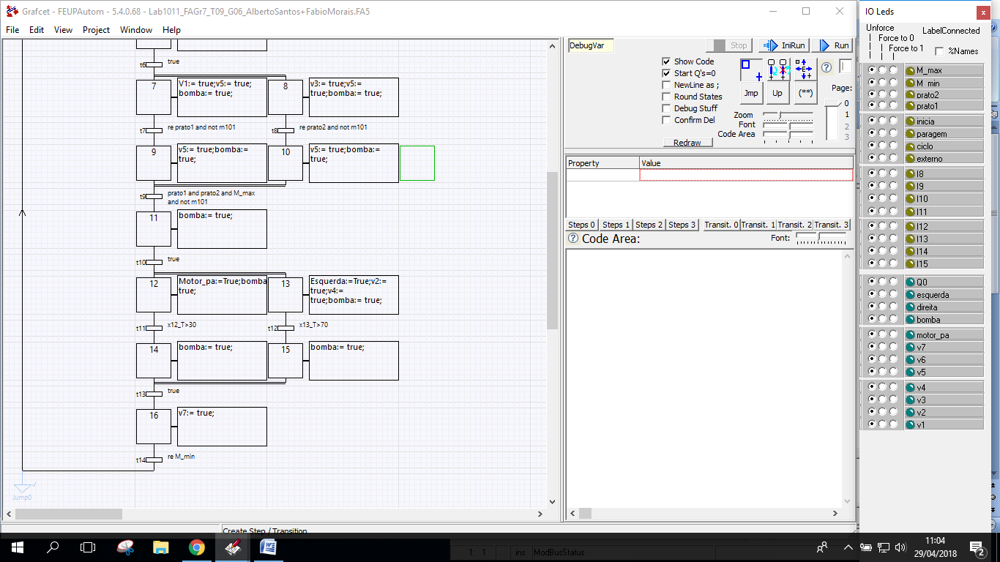 Grafcet - FEUPAutom - 5.4.0.68 - Lab1011_FAGr7_T09_G06_AlbertoSantos+FabioMorais.FA5
File Edit View Project Window Help
t6 true
7
V1:= true;v5:= true;
bomba:= true;
8
v3:= true;v5:=
true;bomba:= true;
t7 re prato1 and not m101
t8 re prato2 and not m101
9
v5:= true;bomba:=
true;
10
v5:= true;bomba:=
true;
t9 prato1 and prato2 and M_max
and not m101
11
bomba:= true;
t10 true
12
Motor_pa:=True;bomba
true;
13
Esquerda:=True;v2:=
true;v4:=
true;bomba:= true;
t11 x12_T>30
t12 x13_T>70
14
bomba:= true;
15
bomba:= true;
t13 true
16
v7:= true;
t14 re M_min
Jump0
Create Step / Transition
DebugVar
Stop IniRun Run
Show Code
Start Q's=0
NewLine as ;
Round States
Debug Stuff
Confirm Del
Redraw
Jmp Up (**)
Zoom
Font
Code Area
Page:
0
1
2
3
Property Value
Steps 0 Steps 1 Steps 2 Steps 3 Transit. 0 Transit. 1 Transit. 2 Transit. 3
Code Area: Font:
IO Leds
Unforce
Force to 0
Force to 1
LabelConnected
%Names
M_max
M_min
prato2
prato1
inicia
paragem
ciclo
externo
I8
I9
I10
I11
I12
I13
I14
I15
Q0
esquerda
direita
bomba
motor_pa
v7
v6
v5
v4
v3
v2
v1
1: 1 ins ModBusStatus
11:04
29/04/2018
2